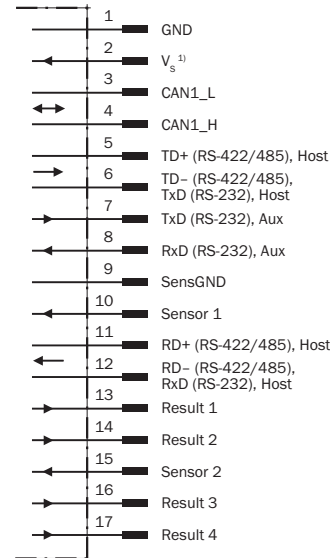 1
GND
2
Vs 1)
3
CAN1_L
4
CAN1_H
5
TD+ (RS-422/485), Host
6
TD– (RS-422/485),
TxD (RS-232), Host
7
TxD (RS-232), Aux
8
RxD (RS-232), Aux
9
SensGND
10
Sensor 1
11
RD+ (RS-422/485), Host
12
RD– (RS-422/485),
RxD (RS-232), Host
13
Result 1
14
Result 2
15
Sensor 2
16
Result 3
17
Result 4